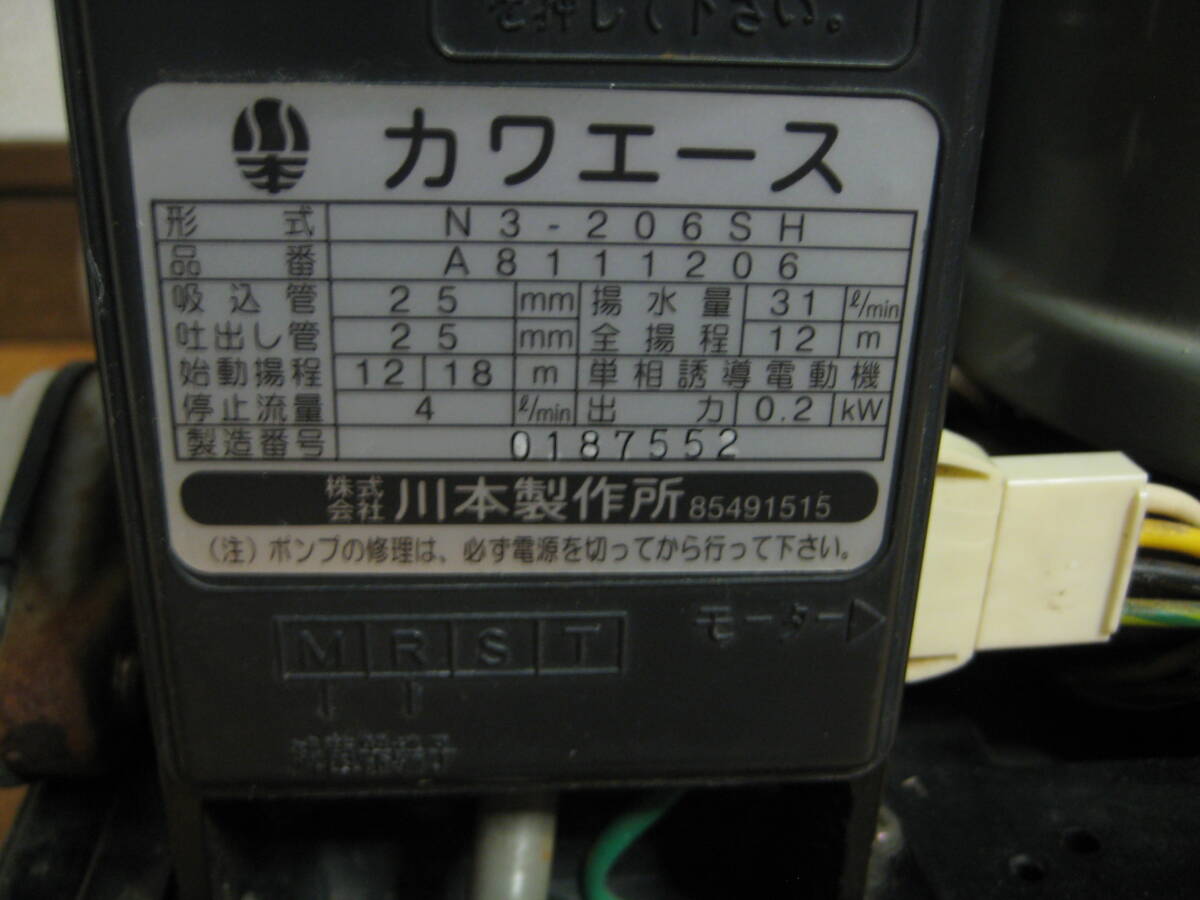 を押して下さい。
川本 カワエース
形式 N3-206SH
品番 A8111206
吸込管 25 mm 揚水量 31 ℓ/min
吐出し管 25 mm 全揚程 12 m
始動揚程 12 18 m 単相誘導電動機
停止流量 4 ℓ/min 出力 0.2 kW
製造番号 0187552
株式会社 川本製作所 85491515
(注)ポンプの修理は、必ず電源を切ってから行って下さい。
モーター▷
M R S T